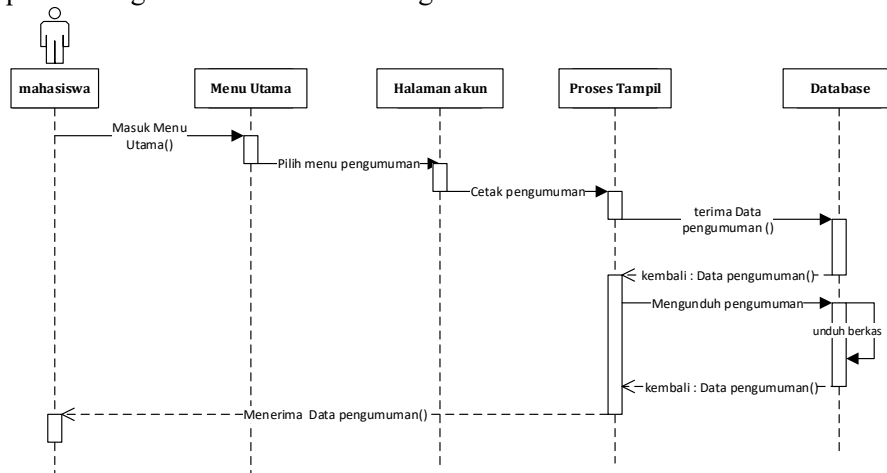 mahasiswa
Menu Utama
Halaman akun
Proses Tampil
Database
Masuk Menu
Utama()
Pilih menu pengumuman
Cetak pengumuman
terima Data
pengumuman ()
kembali : Data pengumuman()
Mengunduh pengumuman
unduh berkas
kembali : Data pengumuman()
Menerima Data pengumuman()